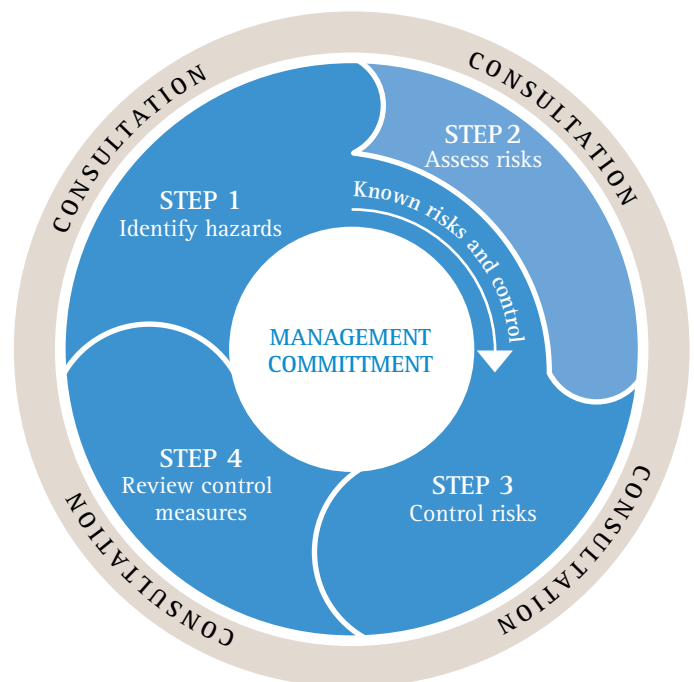 CONSULTATION
CONSULTATION
STEP 1
Identify hazards
STEP 2
Assess risks
Known risks and control
MANAGEMENT
COMMITTMENT
STEP 4
Review control
measures
STEP 3
Control risks
CONSULTATION
CONSULTATION